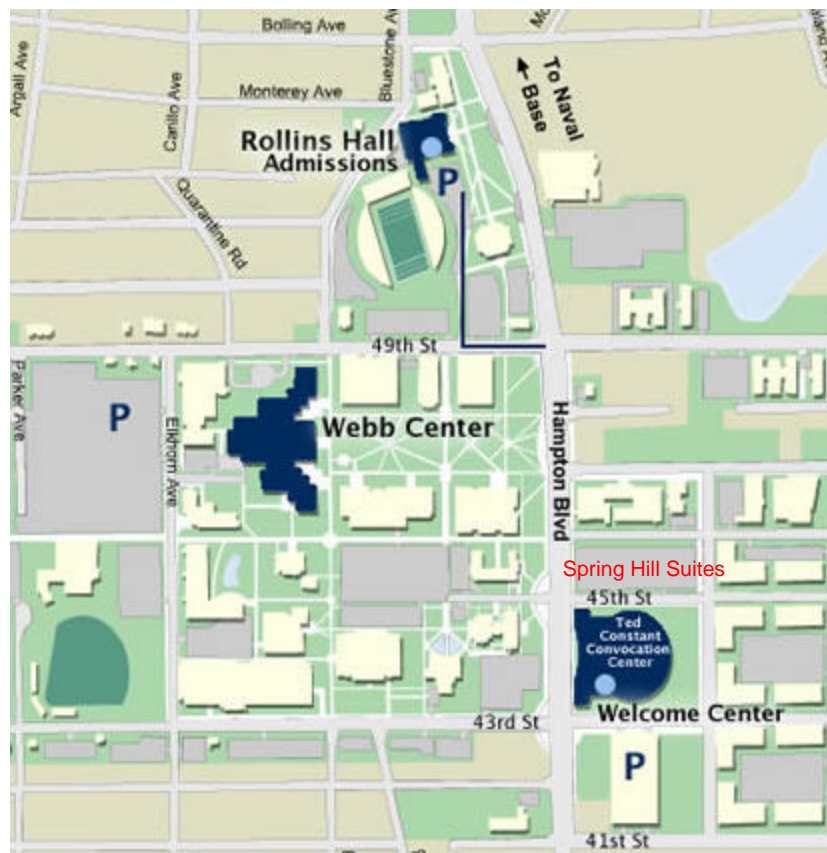 Bolling Ave
Argall Ave
Carillo Ave
Bluestone Av
Monterey Ave
To Naval
Base
Rollins Hall
Admissions
P
Quarantine Rd
49th St
Parker Ave
P
Elkhorn Ave
Webb Center
Hampton Blvd
Spring Hill Suites
45th St
Ted
Constant
Convocation
Center
Welcome Center
43rd St
P
41st St